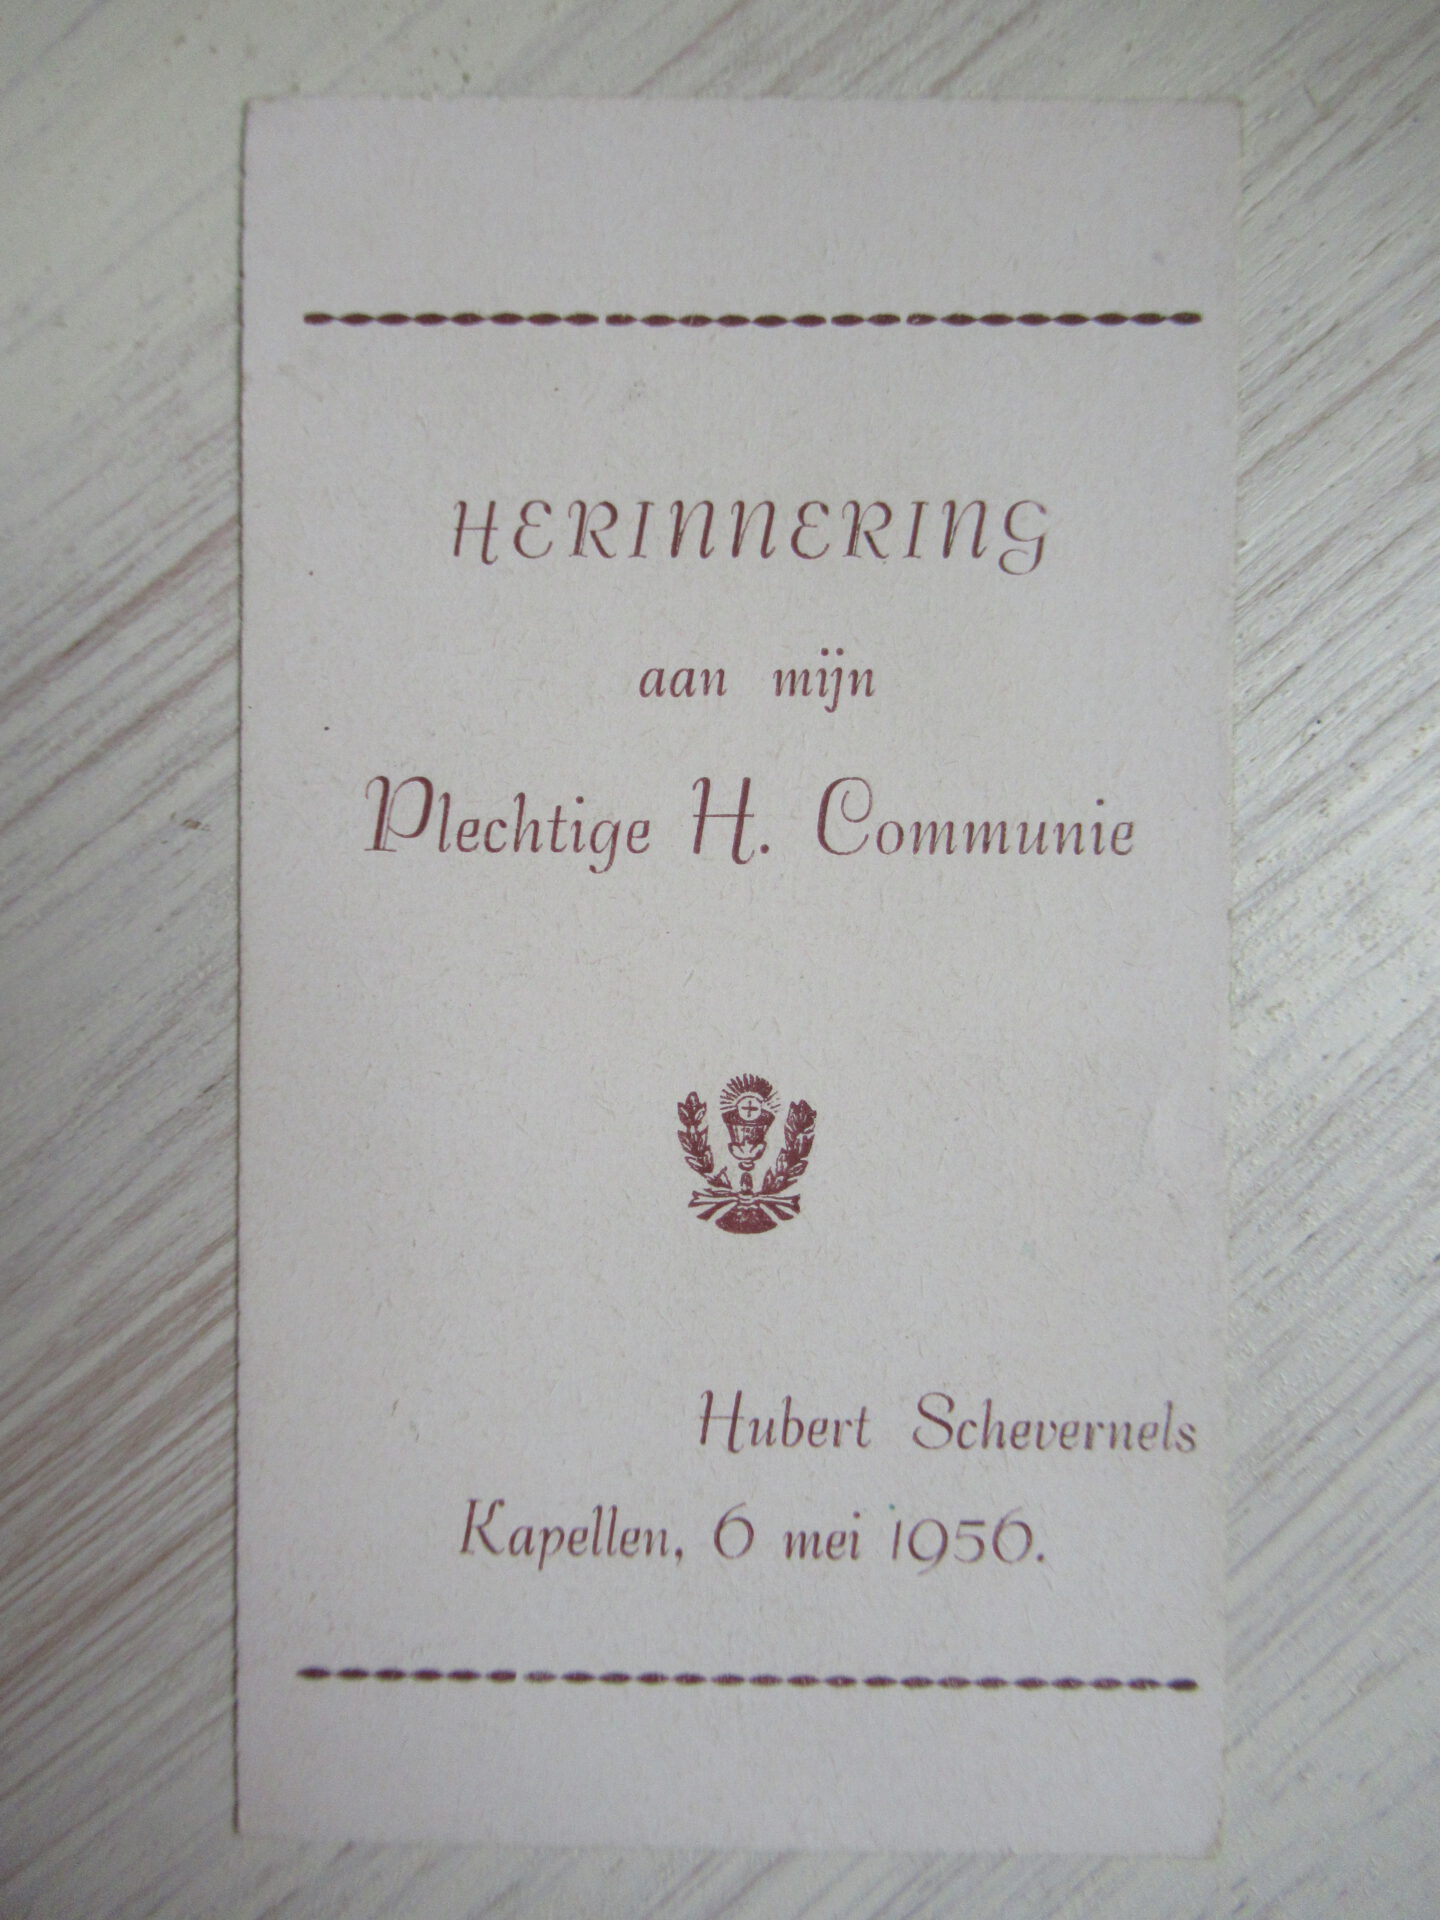 HERINNERING
aan mijn
Plechtige H. Communie
Hubert Schevernels
Kapellen, 6 mei 1956.